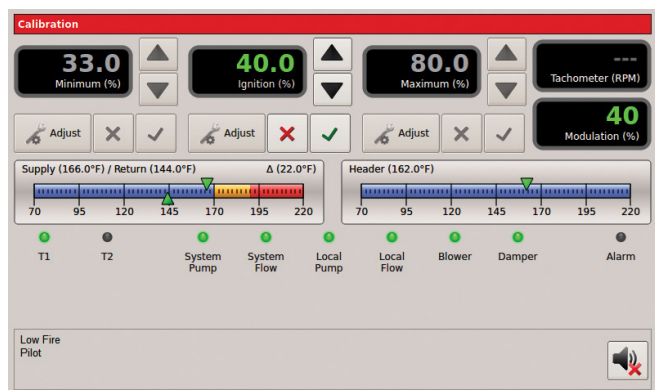 Calibration
33.0
Minimum (%)
40.0
Ignition (%)
80.0
Maximum (%)
---
Tachometer (RPM)
40
Modulation (%)
Adjust
Adjust
Adjust
Supply (166.0°F) / Return (144.0°F) Δ (22.0°F)
70 95 120 145 170 195 220
Header (162.0°F)
70 95 120 145 170 195 220
T1
T2
System Pump
System Flow
Local Pump
Local Flow
Blower
Damper
Alarm
Low Fire
Pilot